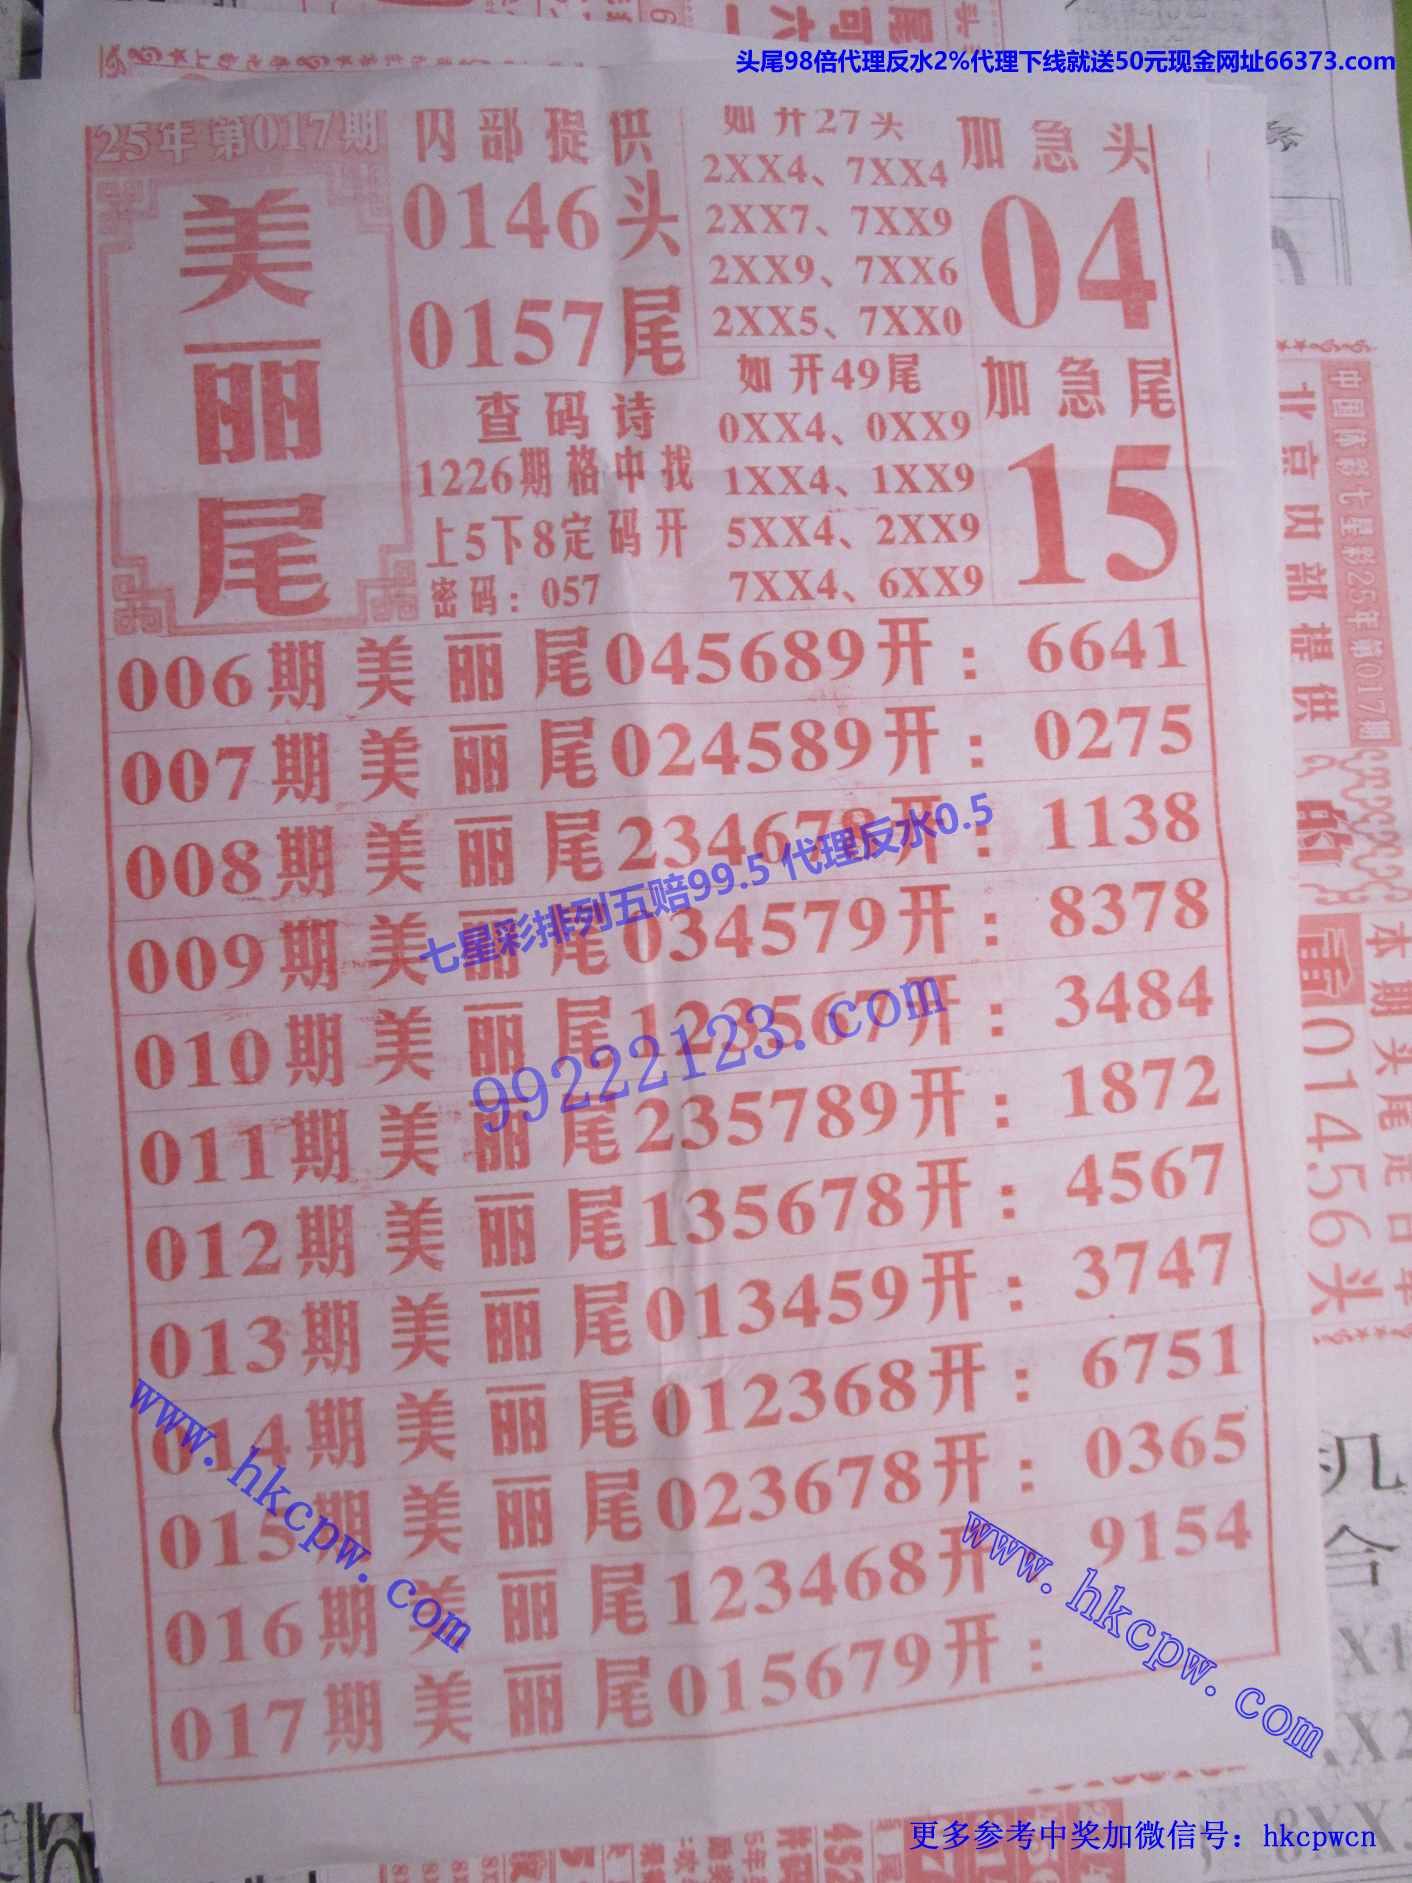 头尾98倍代理反水2%代理下线就送50元现金网址66373.com
25年 第017期
美丽尾
内部提供
0146头
0157尾
查码诗
1226期格中找
上5下8定码开
密码：057
如开27头
2XX4、7XX4
2XX7、7XX9
2XX9、7XX6
2XX5、7XX0
如开49尾
0XX4、0XX9
1XX4、1XX9
5XX4、2XX9
7XX4、6XX9
加急头
04
加急尾
15
006期美丽尾045689开：6641
007期美丽尾024589开：0275
008期美丽尾234678开：1138
009期美丽尾034579开：8378
010期美丽尾123567开：3484
011期美丽尾235789开：1872
012期美丽尾135678开：4567
013期美丽尾013459开：3747
014期美丽尾012368开：6751
015期美丽尾023678开：0365
016期美丽尾123468开：9154
017期美丽尾015679开：
七星彩排列五赔99.5 代理反水0.5
99222123.com
www.hkcpw.com
www.hkcpw.com
中国体彩七星彩25年第017期
北京内部提供
本期头尾定
01456头
更多参考中奖加微信号：hkcpwcn